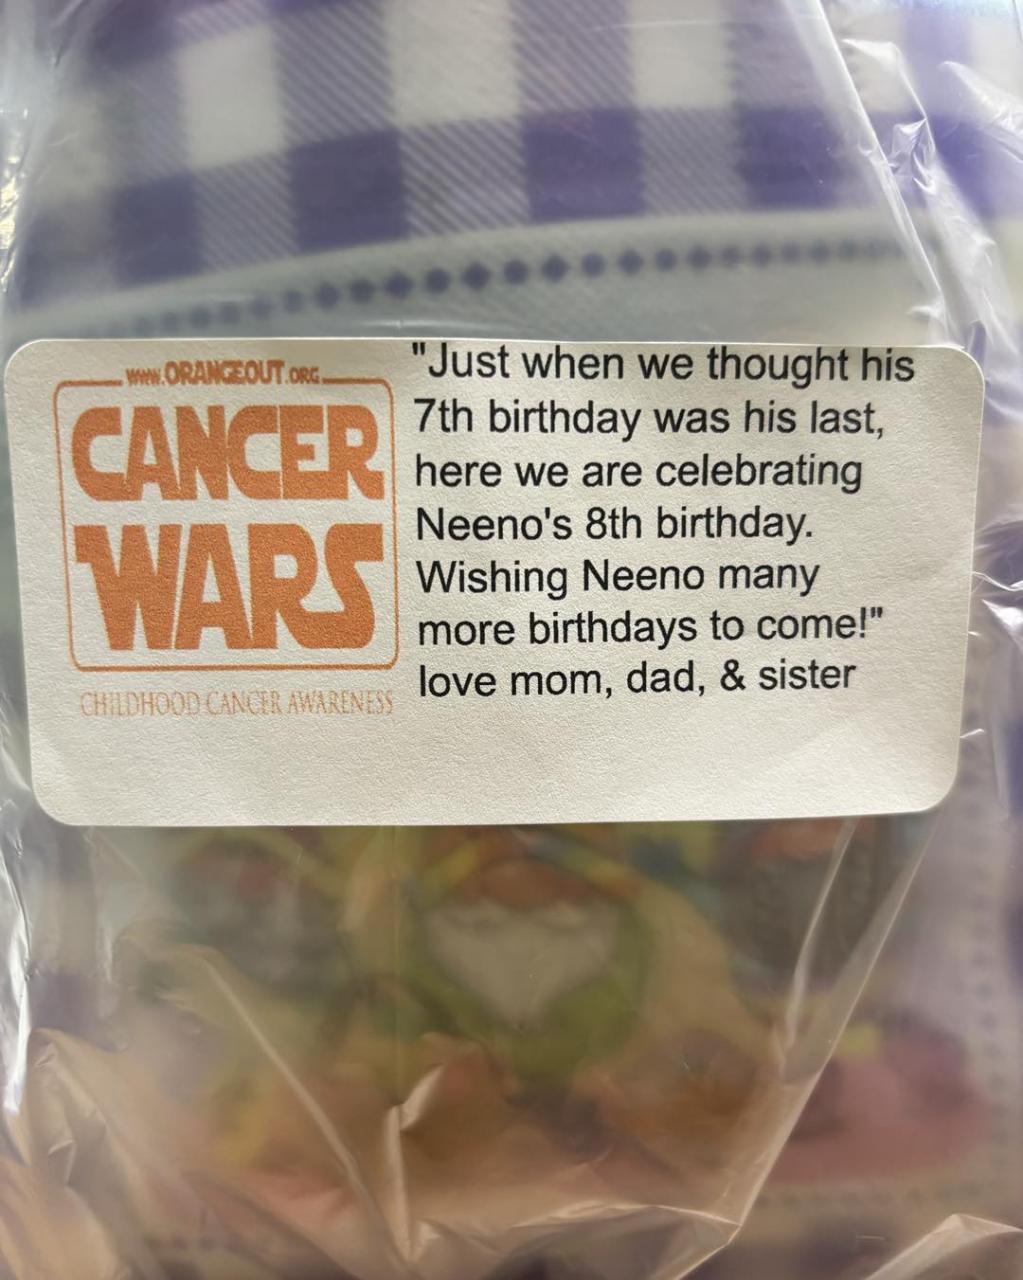 www.ORANGEOUT.ORG
CANCER
WARS
CHILDHOOD CANCER AWARENESS
"Just when we thought his
7th birthday was his last,
here we are celebrating
Neeno's 8th birthday.
Wishing Neeno many
more birthdays to come!"
love mom, dad, & sister